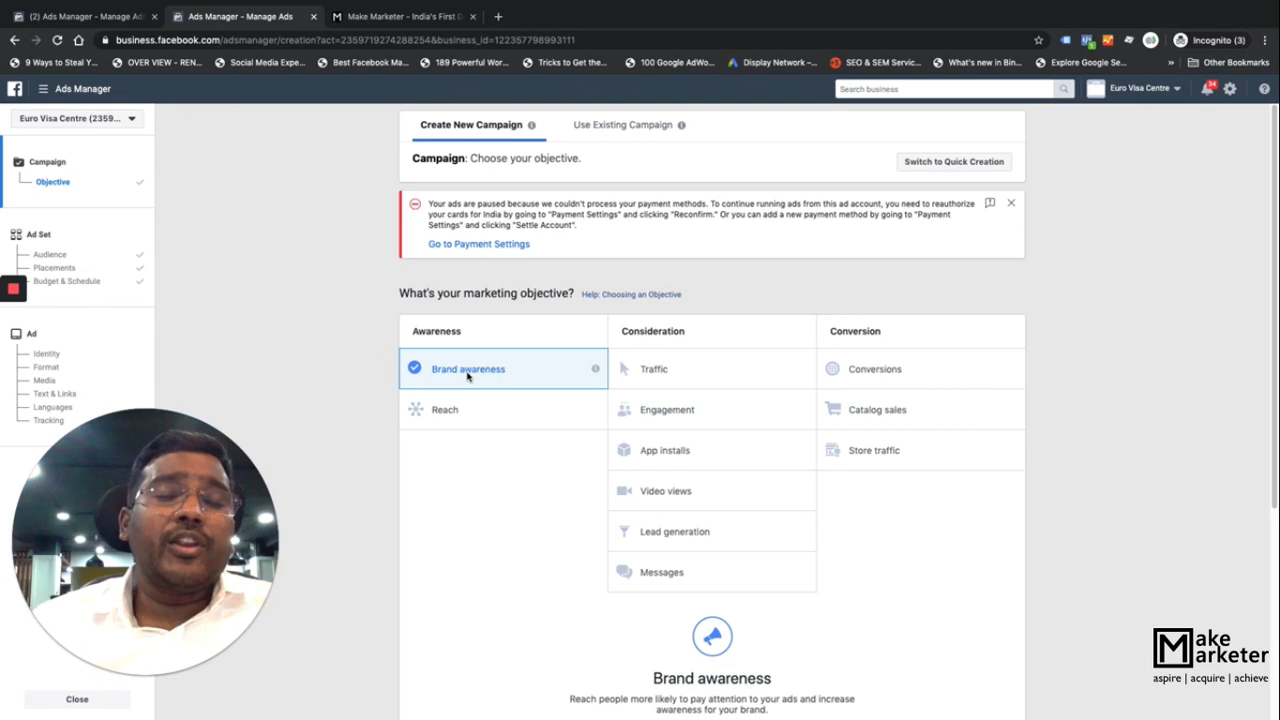 (2) Ads Manager - Manage Ad
Ads Manager - Manage Ads
Make Marketer - India's First
business.facebook.com/adsmanager/creation?act=2359719274288254&business_id=122357798993111
Incognito (3)
9 Ways to Steal Y...
OVER VIEW - REN...
Social Media Expe...
Best Facebook Ma...
189 Powerful Wor...
Tricks to Get the...
100 Google AdWo...
Display Network –...
SEO & SEM Servic...
What's new in Bin...
Explore Google Se...
»
Other Bookmarks
Ads Manager
Search business
Euro Visa Centre
34
Euro Visa Centre (2359...
Campaign
Objective
Ad Set
Audience
Placements
Budget & Schedule
Ad
Identity
Format
Media
Text & Links
Languages
Tracking
Close
Create New Campaign
Use Existing Campaign
Campaign: Choose your objective.
Switch to Quick Creation
Your ads are paused because we couldn't process your payment methods. To continue running ads from this ad account, you need to reauthorize
your cards for India by going to "Payment Settings" and clicking "Reconfirm." Or you can add a new payment method by going to "Payment
Settings" and clicking "Settle Account".
Go to Payment Settings
What's your marketing objective? Help: Choosing an Objective
Awareness
Consideration
Conversion
Brand awareness
Traffic
Conversions
Reach
Engagement
Catalog sales
App installs
Store traffic
Video views
Lead generation
Messages
Brand awareness
Reach people more likely to pay attention to your ads and increase
awareness for your brand.
Make
Marketer
aspire | acquire | achieve